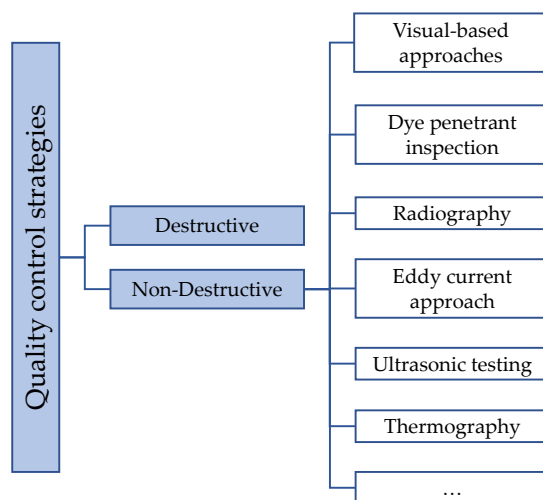 Quality control strategies
Destructive
Non-Destructive
Visual-based
approaches
Dye penetrant
inspection
Radiography
Eddy current
approach
Ultrasonic testing
Thermography
…